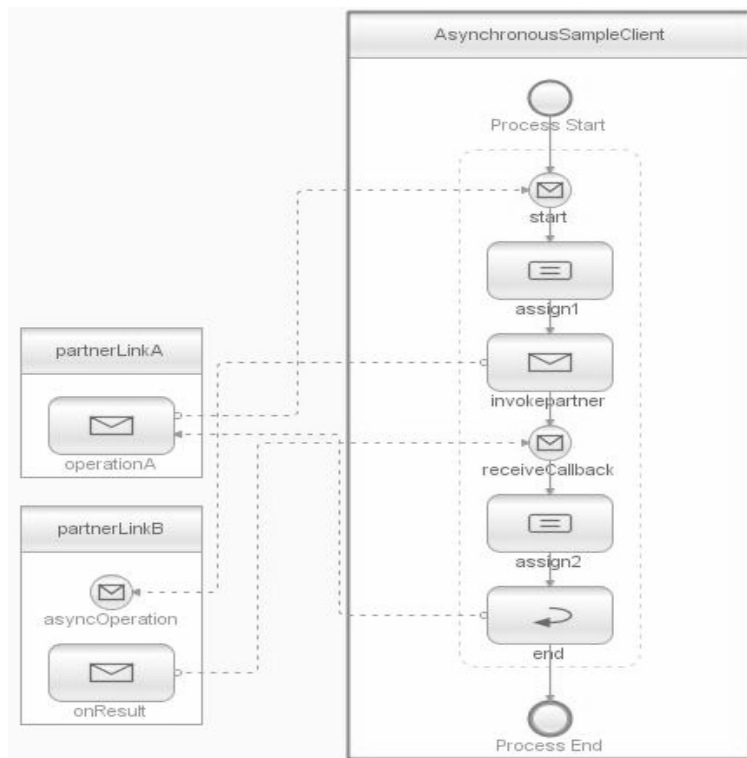 AsynchronousSampleClient
Process Start
start
assign1
partnerLinkA
invokepartner
operationA
receiveCallback
partnerLinkB
assign2
asyncOperation
end
onResult
Process End